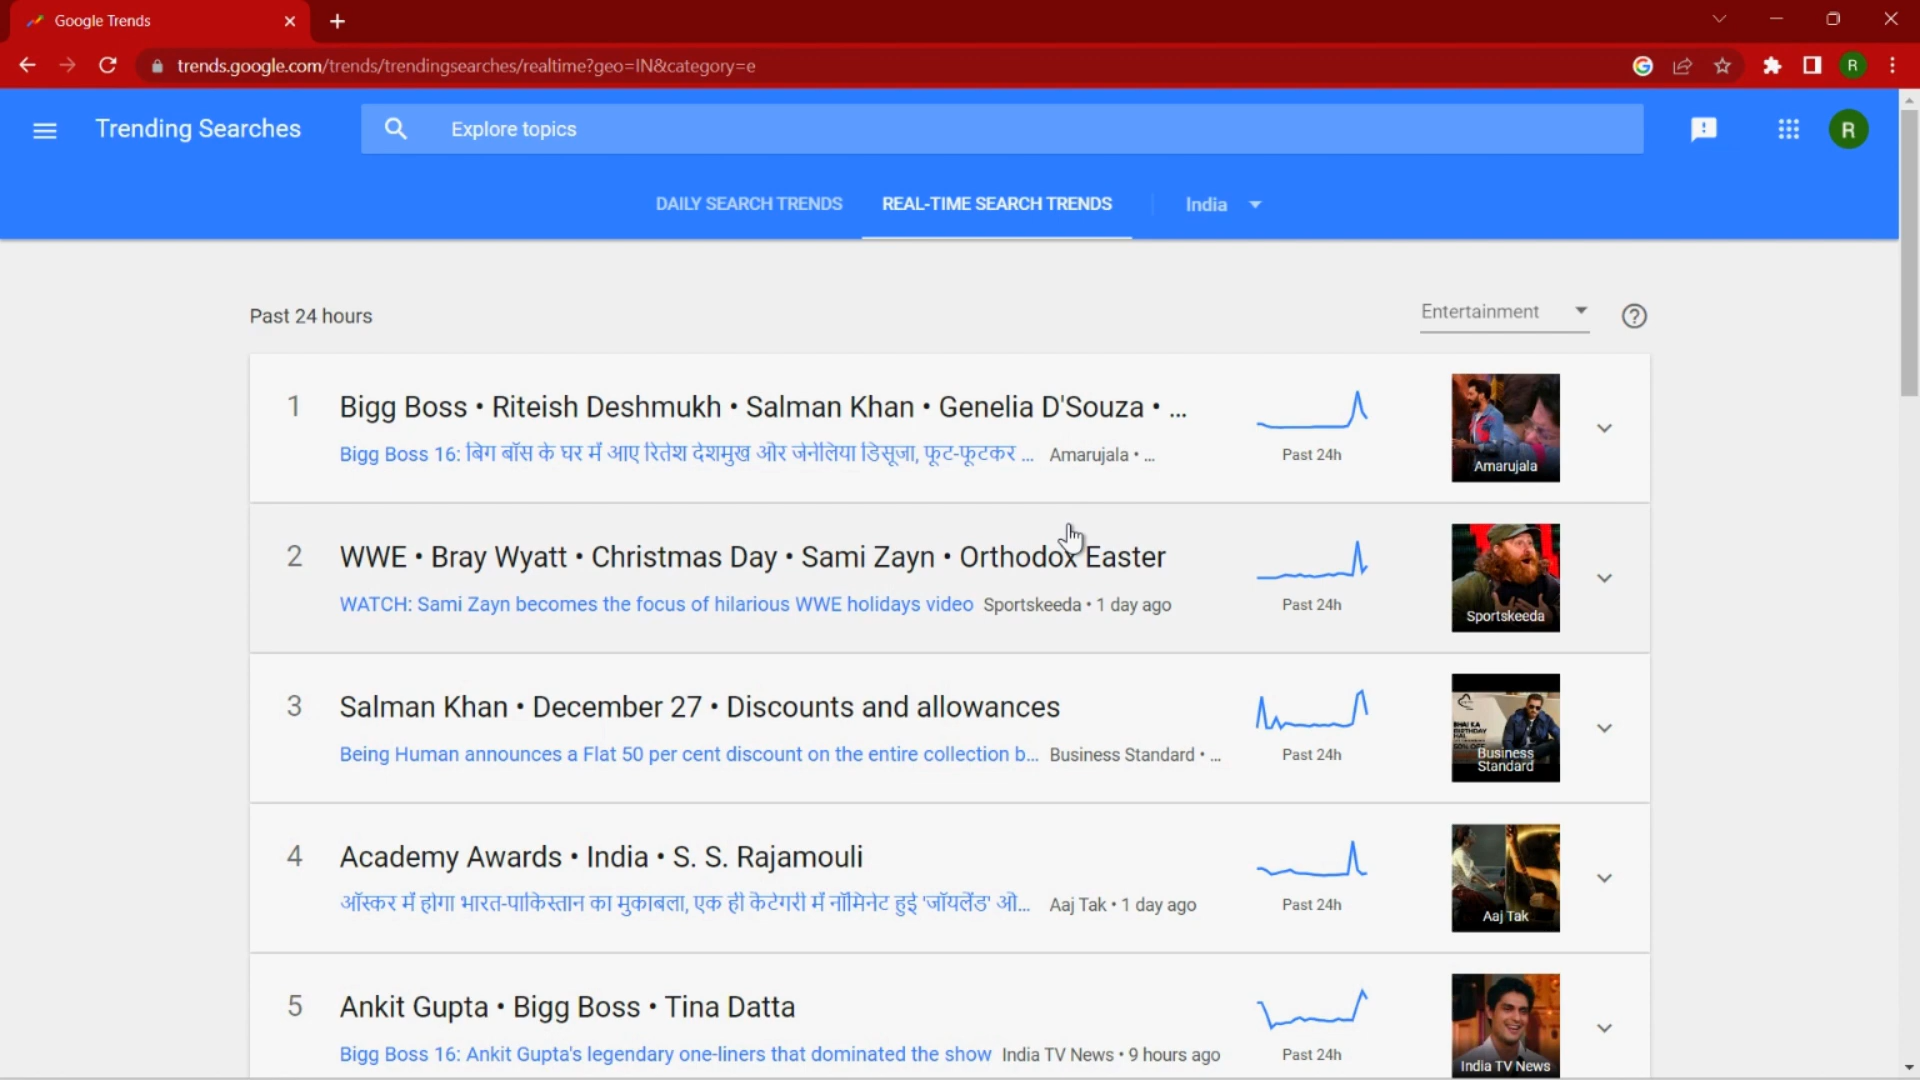 Google Trends
trends.google.com/trends/trendingsearches/realtime?geo=IN&category=e
R
Trending Searches
Explore topics
R
DAILY SEARCH TRENDS
REAL-TIME SEARCH TRENDS
India
Past 24 hours
Entertainment
1 Bigg Boss • Riteish Deshmukh • Salman Khan • Genelia D'Souza • ...
Bigg Boss 16: बिग बॉस के घर में आए रितेश देशमुख और जेनेलिया डिसूजा, फूट-फूटकर ... Amarujala • ...
Past 24h
Amarujala
2 WWE • Bray Wyatt • Christmas Day • Sami Zayn • Orthodox Easter
WATCH: Sami Zayn becomes the focus of hilarious WWE holidays video Sportskeeda • 1 day ago
Past 24h
Sportskeeda
3 Salman Khan • December 27 • Discounts and allowances
Being Human announces a Flat 50 per cent discount on the entire collection b... Business Standard • ...
Past 24h
BHAI KA
BIRTHDAY
Business
Standard
4 Academy Awards • India • S. S. Rajamouli
ऑस्कर में होगा भारत-पाकिस्तान का मुकाबला, एक ही केटेगरी में नॉमिनेट हुई 'जॉयलैंड' ओ... Aaj Tak • 1 day ago
Past 24h
Aaj Tak
5 Ankit Gupta • Bigg Boss • Tina Datta
Bigg Boss 16: Ankit Gupta's legendary one-liners that dominated the show India TV News • 9 hours ago
Past 24h
India TV News